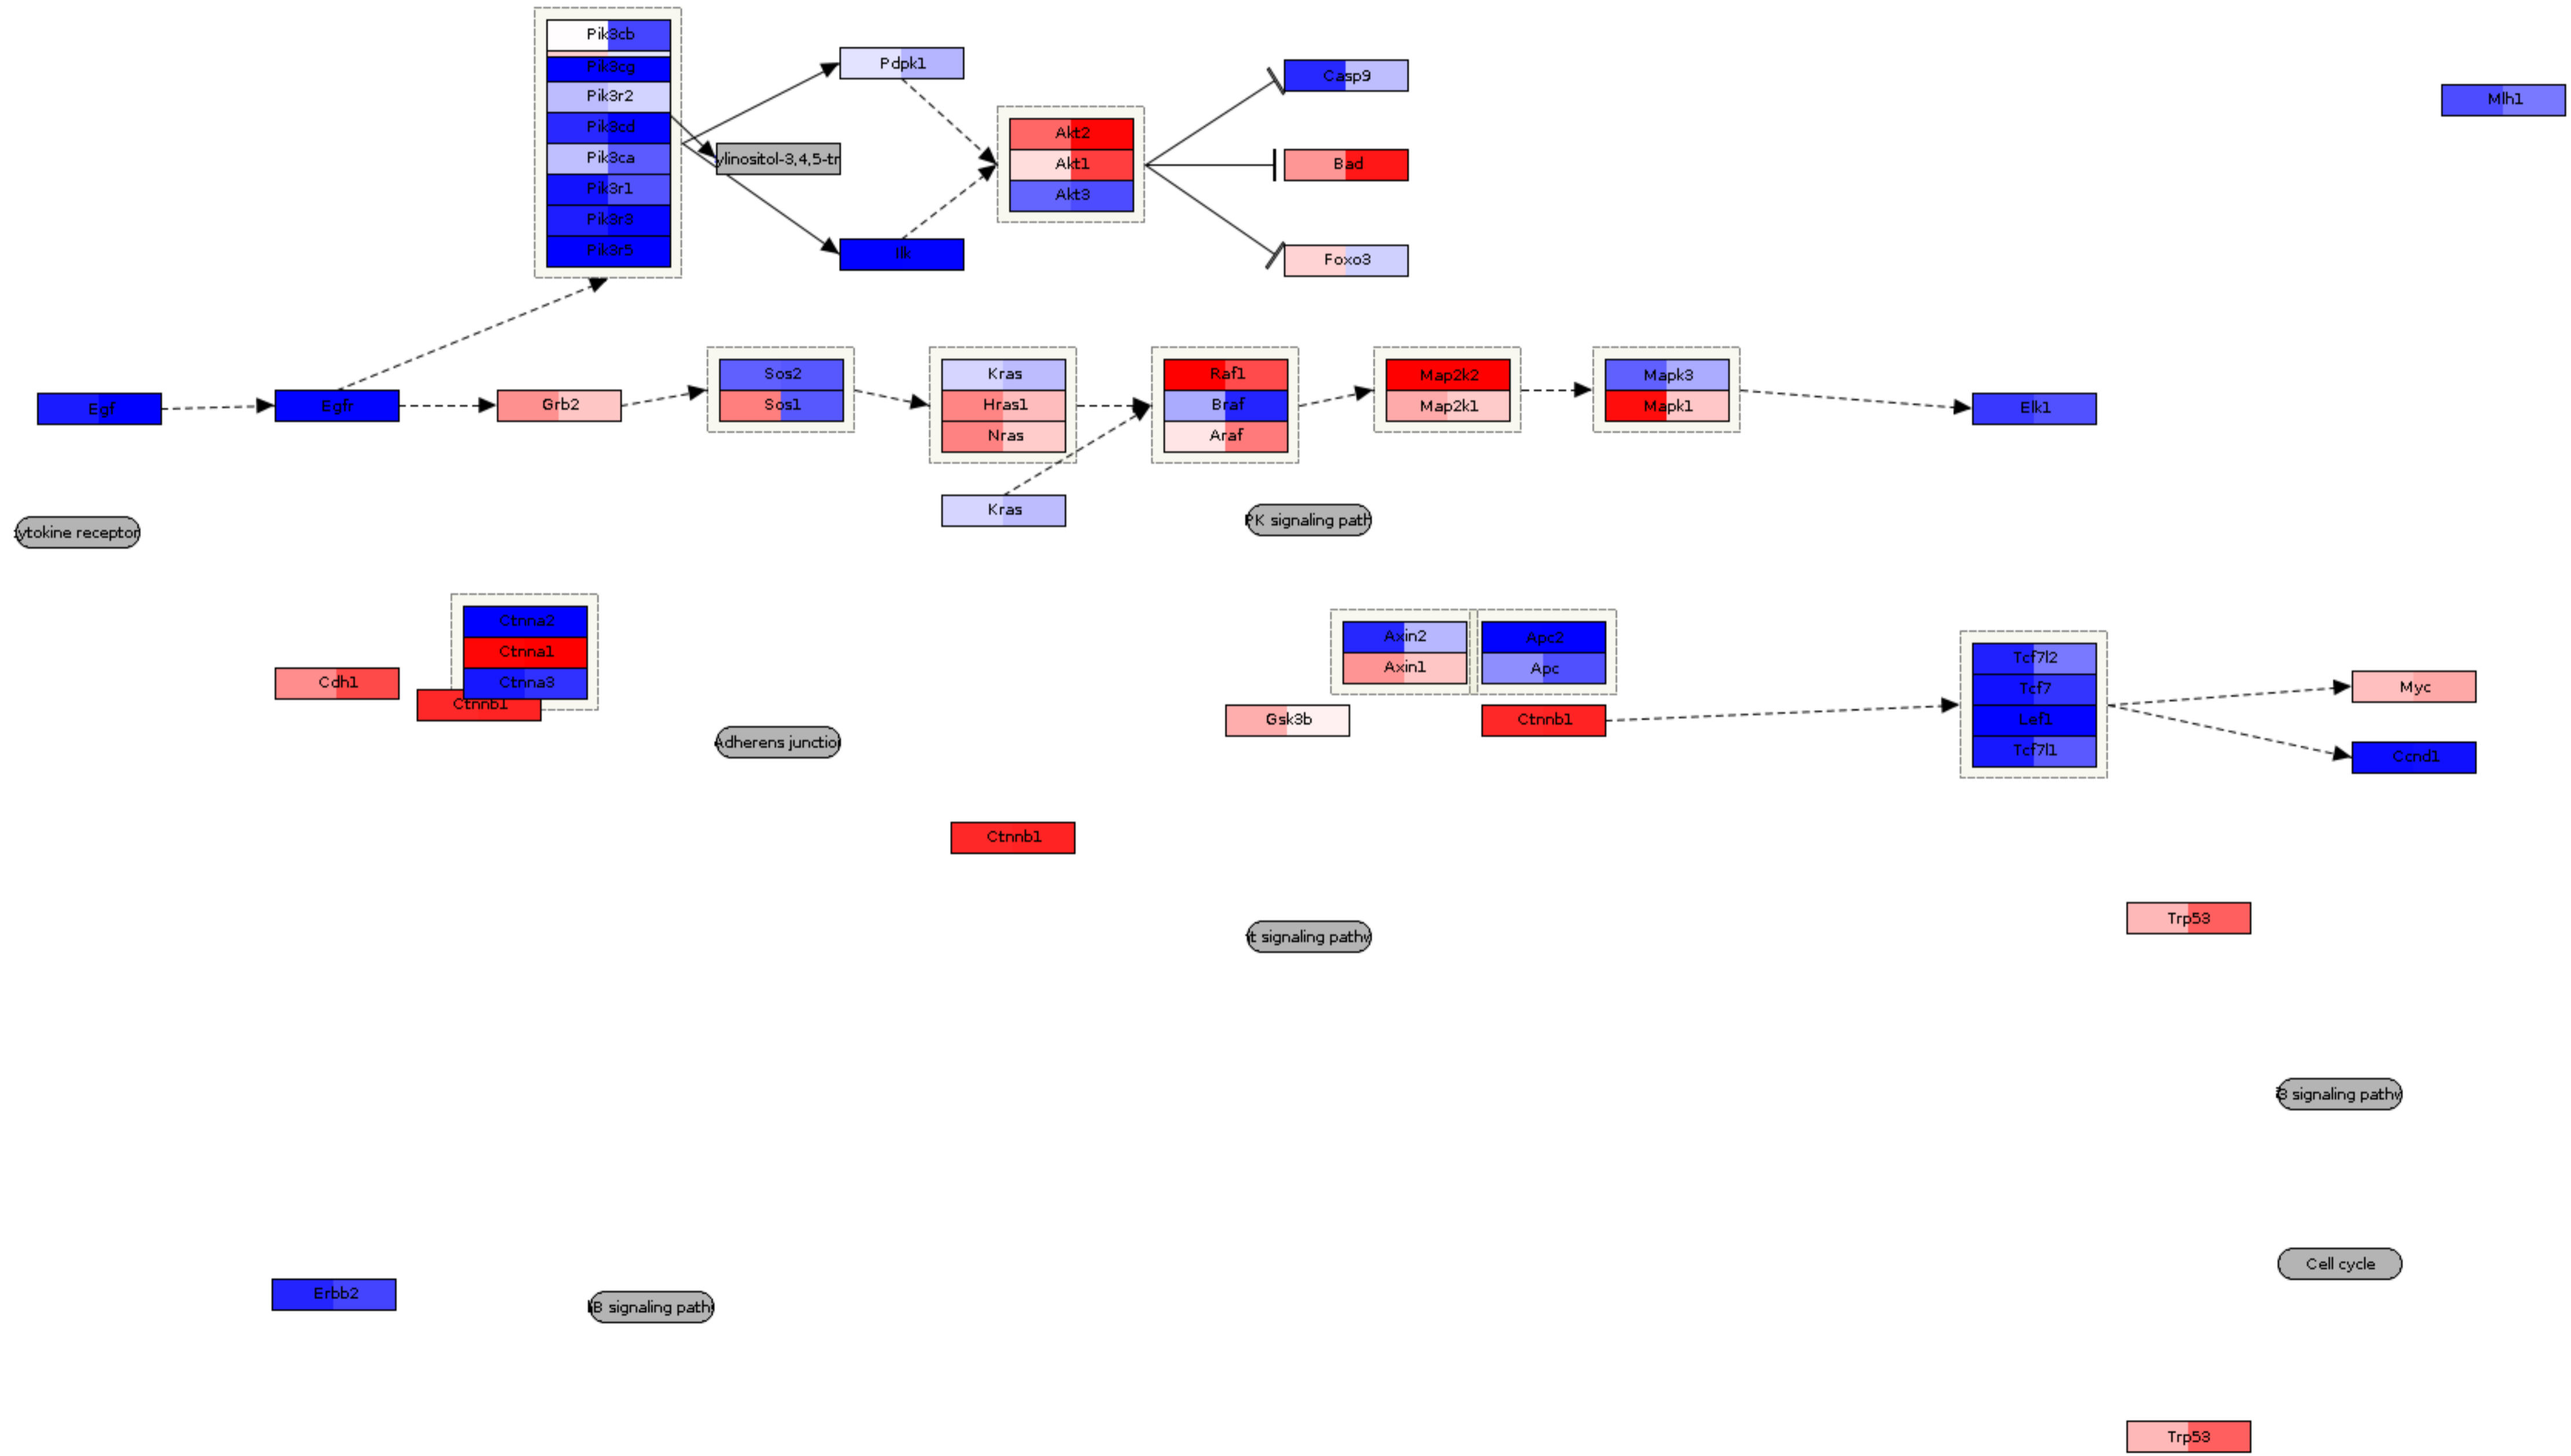 Pik3cb
Pik3cg
Pik3r2
Pik3cd
Pik3ca
Pik3r1
Pik3r3
Pik3r5
Pdpk1
ylinositol-3,4,5-tr
Ilk
Akt2
Akt1
Akt3
Casp9
Bad
Foxo3
Mlh1
Egf
Egfr
Grb2
Sos2
Sos1
Kras
Hras1
Nras
Kras
Raf1
Braf
Araf
Map2k2
Map2k1
Mapk3
Mapk1
Elk1
ytokine receptor
PK signaling path
Ctnna2
Ctnna1
Ctnna3
Cdh1
Ctnnb1
Adherens junctio
Axin2
Axin1
Apc2
Apc
Gsk3b
Ctnnb1
Tcf7l2
Tcf7
Lef1
Tcf7l1
Myc
Ccnd1
Ctnnb1
t signaling pathw
Trp53
B signaling pathw
Cell cycle
Erbb2
B signaling path
Trp53